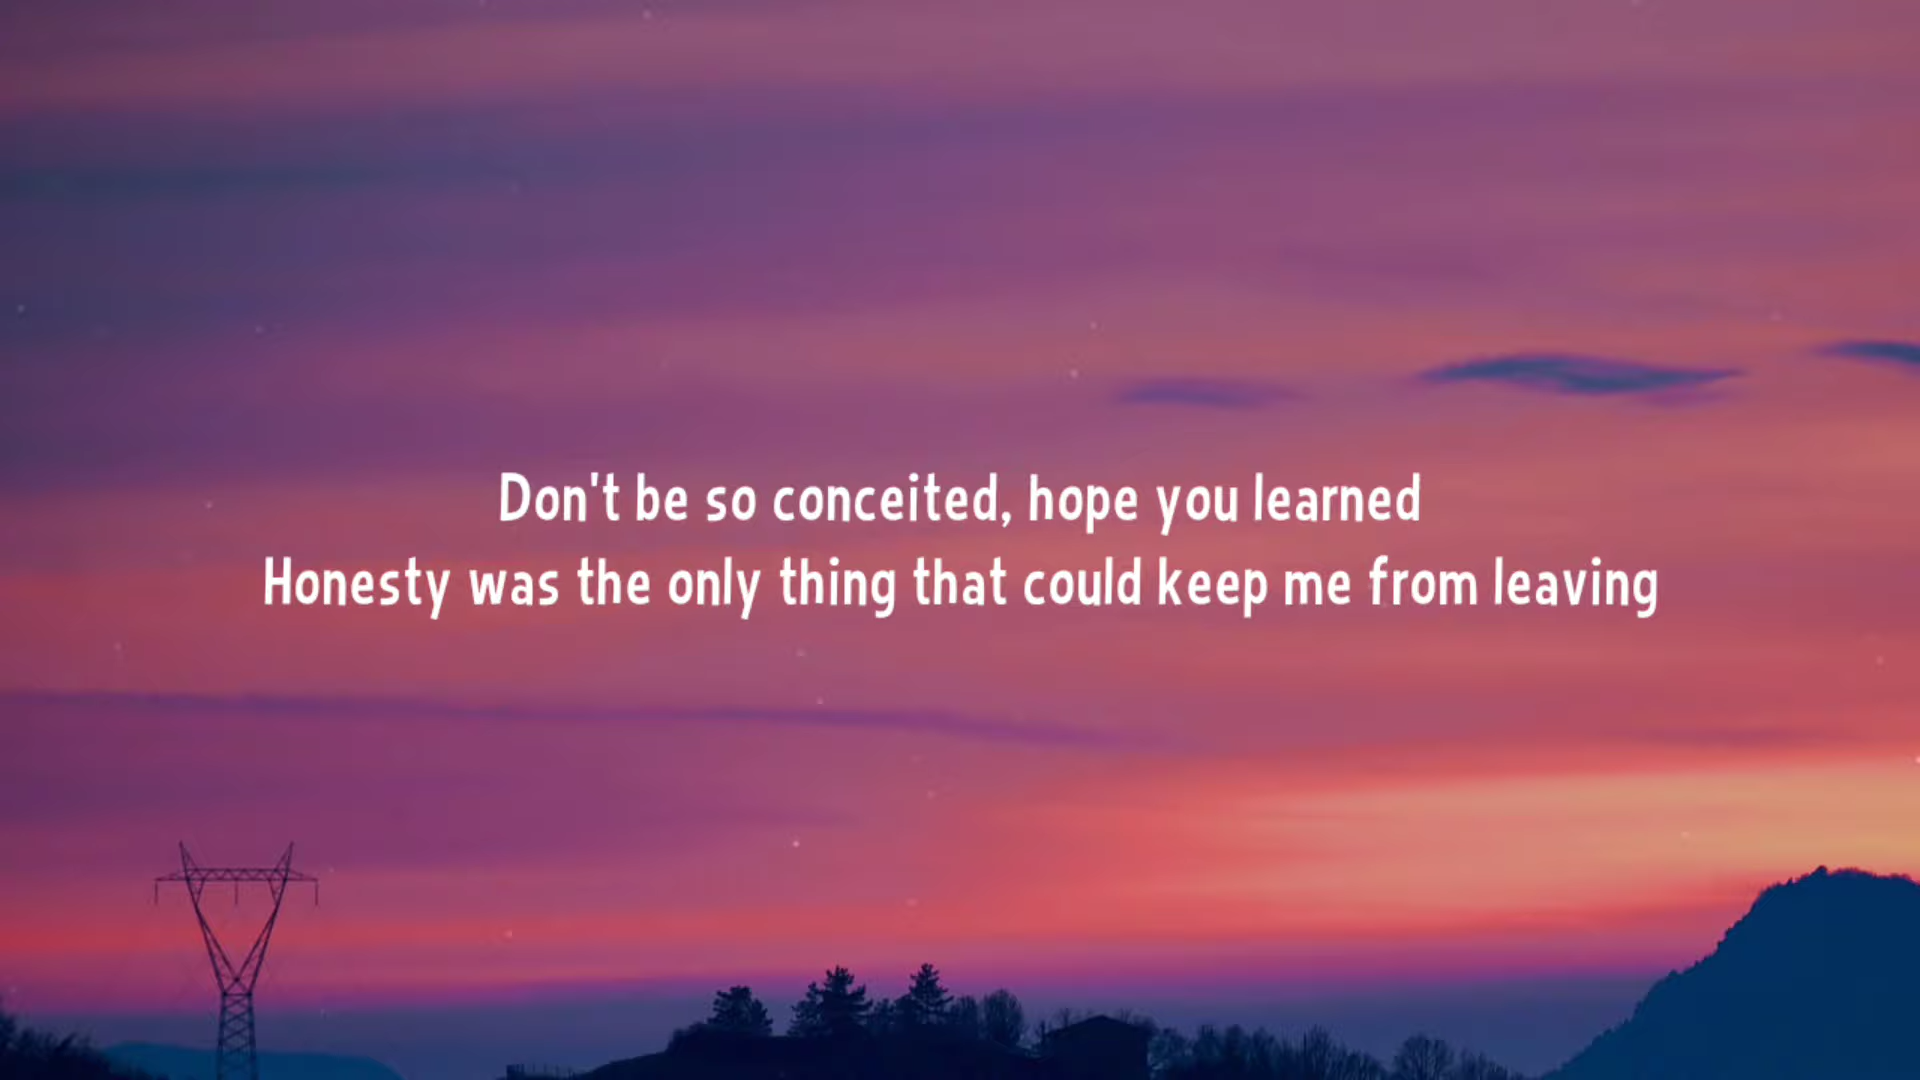 Don't be so conceited, hope you learned
Honesty was the only thing that could keep me from leaving